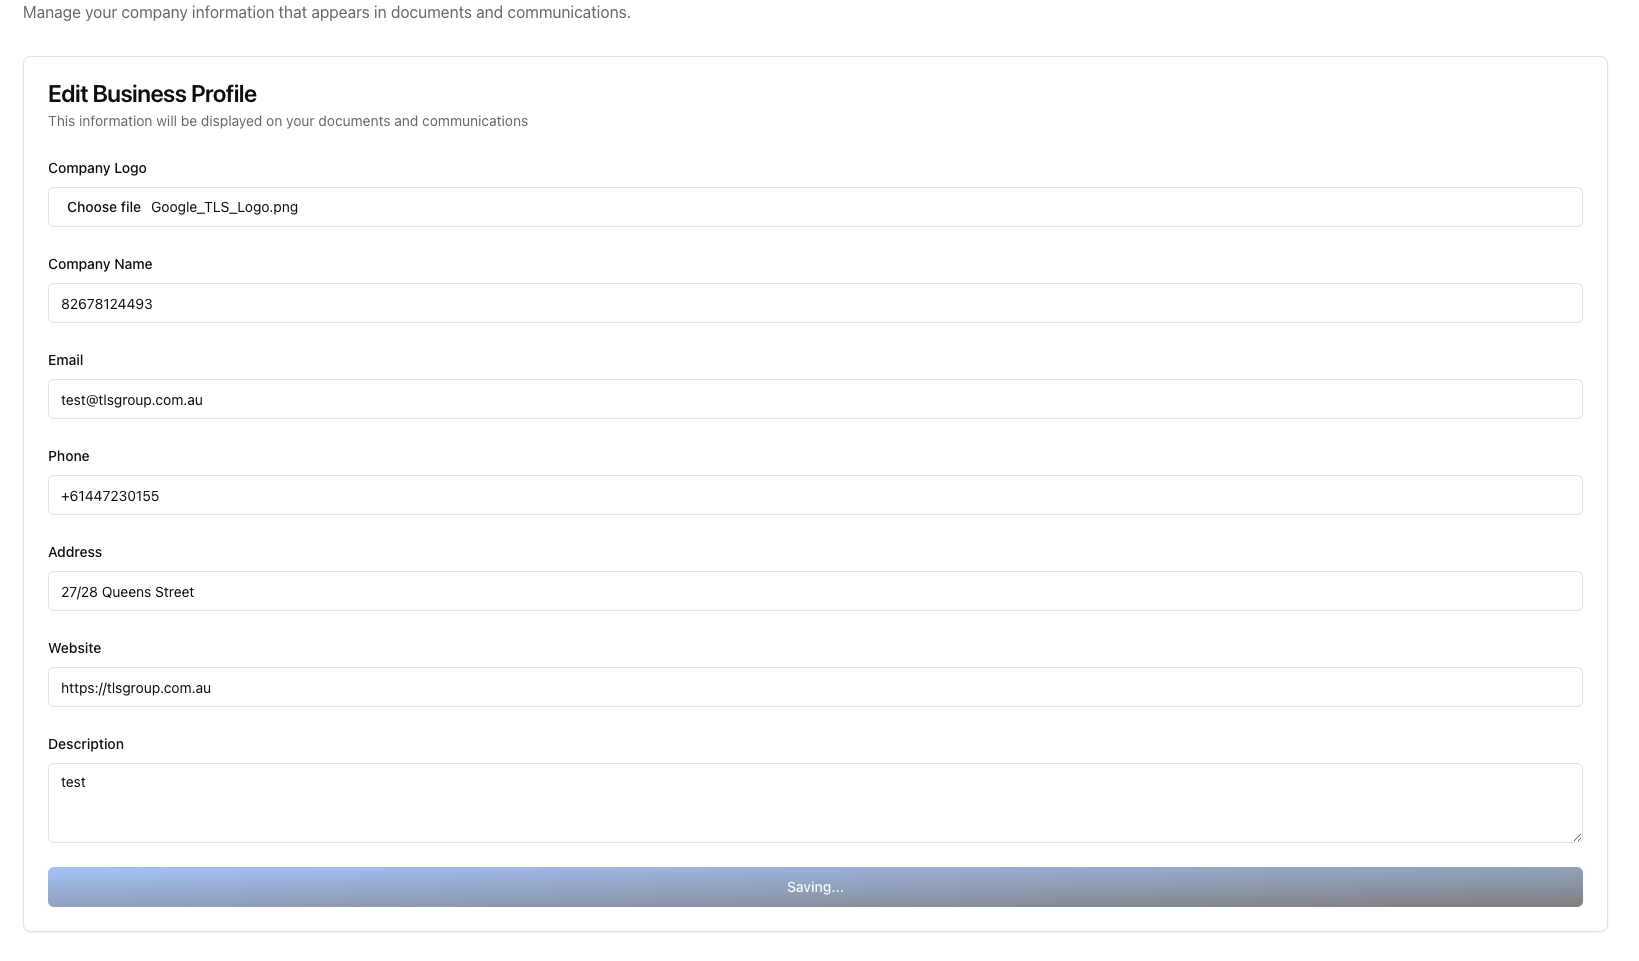 Manage your company information that appears in documents and communications.
Edit Business Profile
This information will be displayed on your documents and communications
Company Logo
Choose file Google_TLS_Logo.png
Company Name
82678124493
Email
test@tlsgroup.com.au
Phone
+61447230155
Address
27/28 Queens Street
Website
https://tlsgroup.com.au
Description
test
Saving...